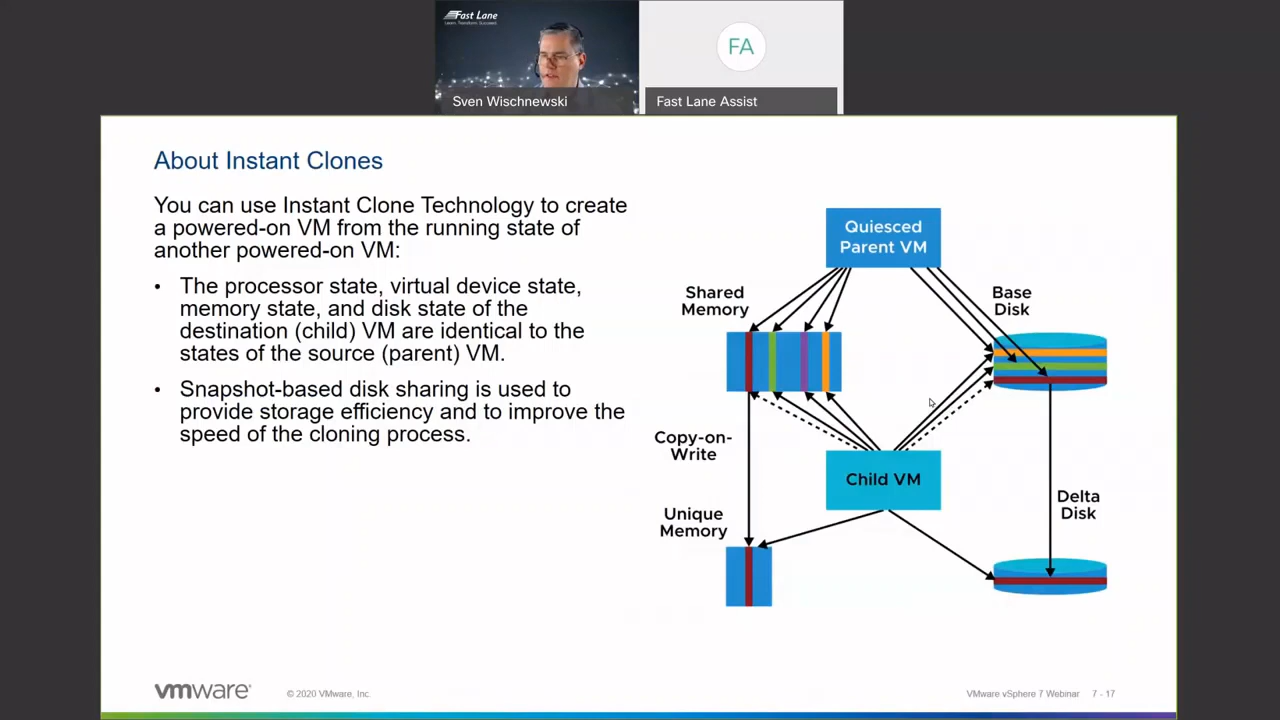 Fast Lane
Learn. Transform. Succeed.
FA
Sven Wischnewski
Fast Lane Assist
About Instant Clones
You can use Instant Clone Technology to create
a powered-on VM from the running state of
another powered-on VM:
• The processor state, virtual device state,
memory state, and disk state of the
destination (child) VM are identical to the
states of the source (parent) VM.
• Snapshot-based disk sharing is used to
provide storage efficiency and to improve the
speed of the cloning process.
Quiesced
Parent VM
Shared
Memory
Base
Disk
Copy-on-
Write
Child VM
Unique
Memory
Delta
Disk
vmware®
© 2020 VMware, Inc.
VMware vSphere 7 Webinar 7 - 17